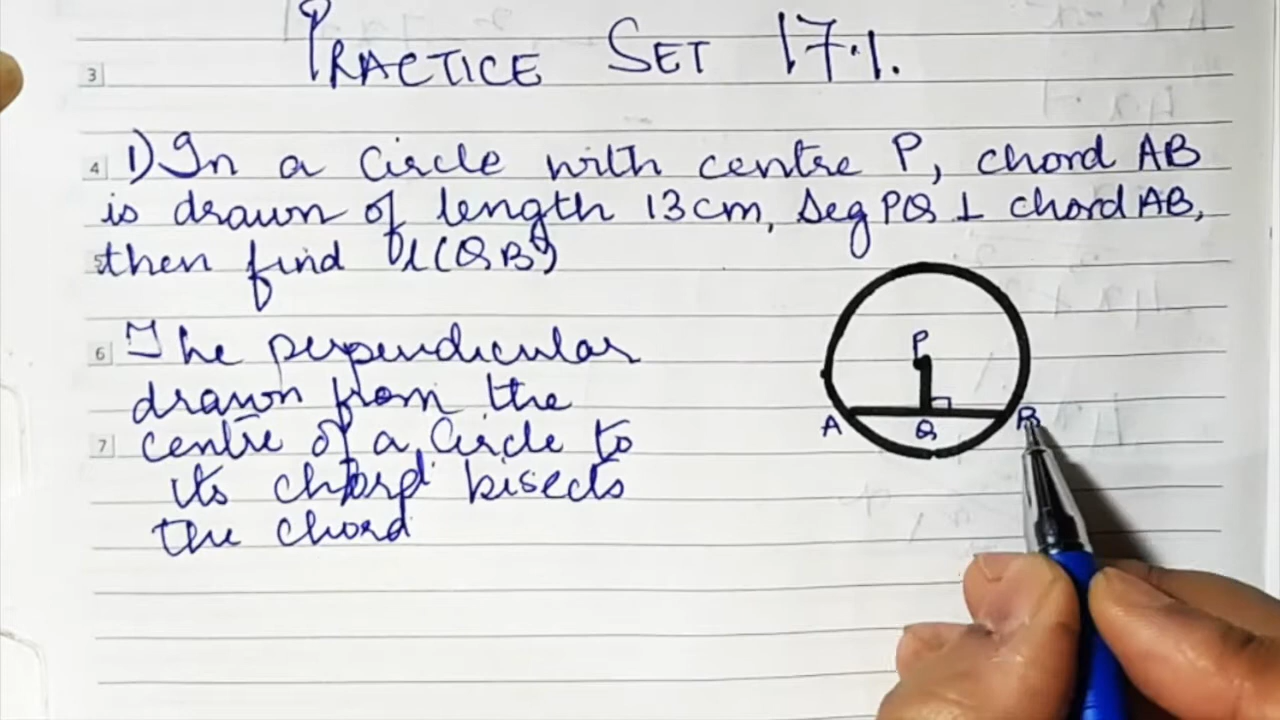 PRACTICE SET 17.1.
3
4
1) In a Circle with centre P, chord AB
is drawn of length 13 cm, seg PQ ⊥ chord AB,
5
then find l(QB)
6
The perpendicular
drawn from the
7
centre of a Circle to
its chord bisects
the chord
P
A
Q
B